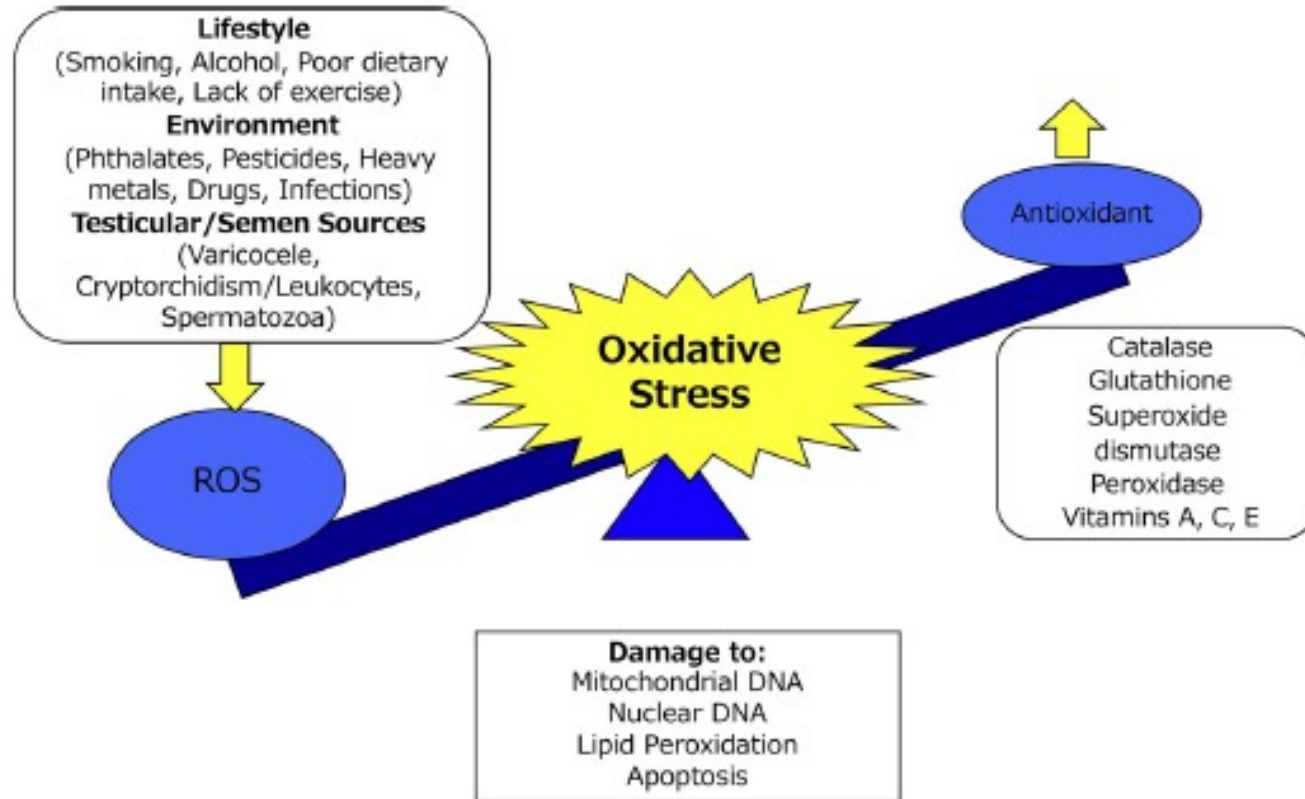 Lifestyle
(Smoking, Alcohol, Poor dietary
intake, Lack of exercise)
Environment
(Phthalates, Pesticides, Heavy
metals, Drugs, Infections)
Testicular/Semen Sources
(Varicocele,
Cryptorchidism/Leukocytes,
Spermatozoa)
ROS
Oxidative
Stress
Antioxidant
Catalase
Glutathione
Superoxide
dismutase
Peroxidase
Vitamins A, C, E
Damage to:
Mitochondrial DNA
Nuclear DNA
Lipid Peroxidation
Apoptosis